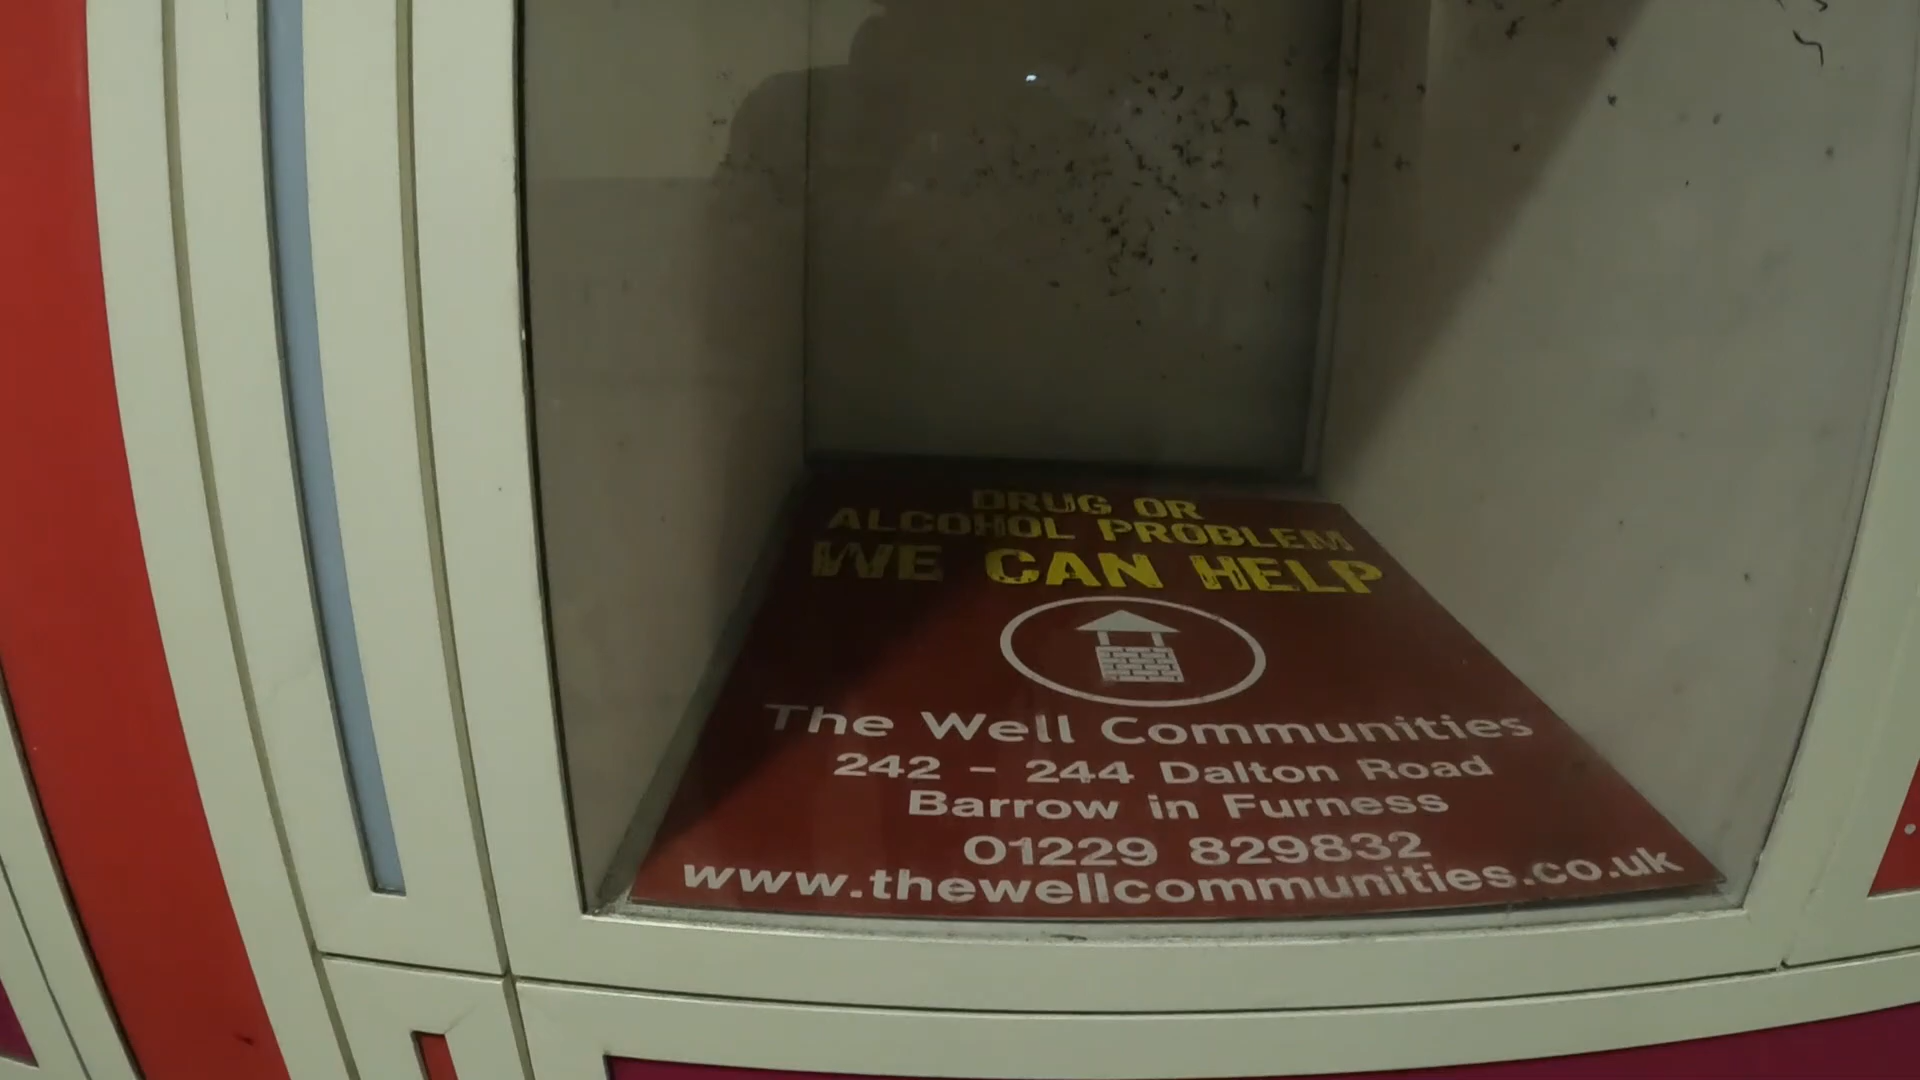 DRUG OR
ALCOHOL PROBLEM
WE CAN HELP
The Well Communities
242 - 244 Dalton Road
Barrow in Furness
01229 829832
www.thewellcommunities.co.uk